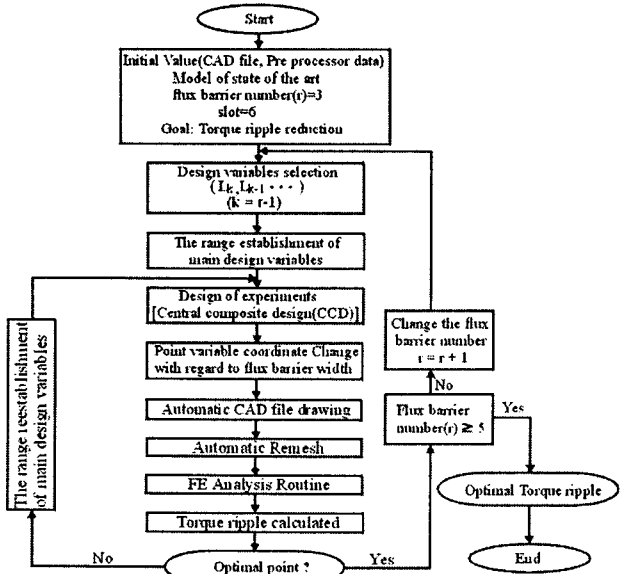 Start
Initial Value(CAD file, Pre processor data)
Model of state of the art
flux barrier number(r)=3
slot=6
Goal: Torque ripple reduction
Design variables selection
( Lk, Lk-1 ··· )
(k = r-1)
The range establishment of
main design variables
Design of experiments
[Central composite design(CCD)]
Point variable coordinate Change
with regard to flux barrier width
Automatic CAD file drawing
Automatic Remesh
FE Analysis Routine
Torque ripple calculated
Optimal point ?
No
Yes
The range reestablishment
of main design variables
Change the flux
barrier number
r = r + 1
No
Flux barrier
number(r) ≥ 5
Yes
Optimal Torque ripple
End